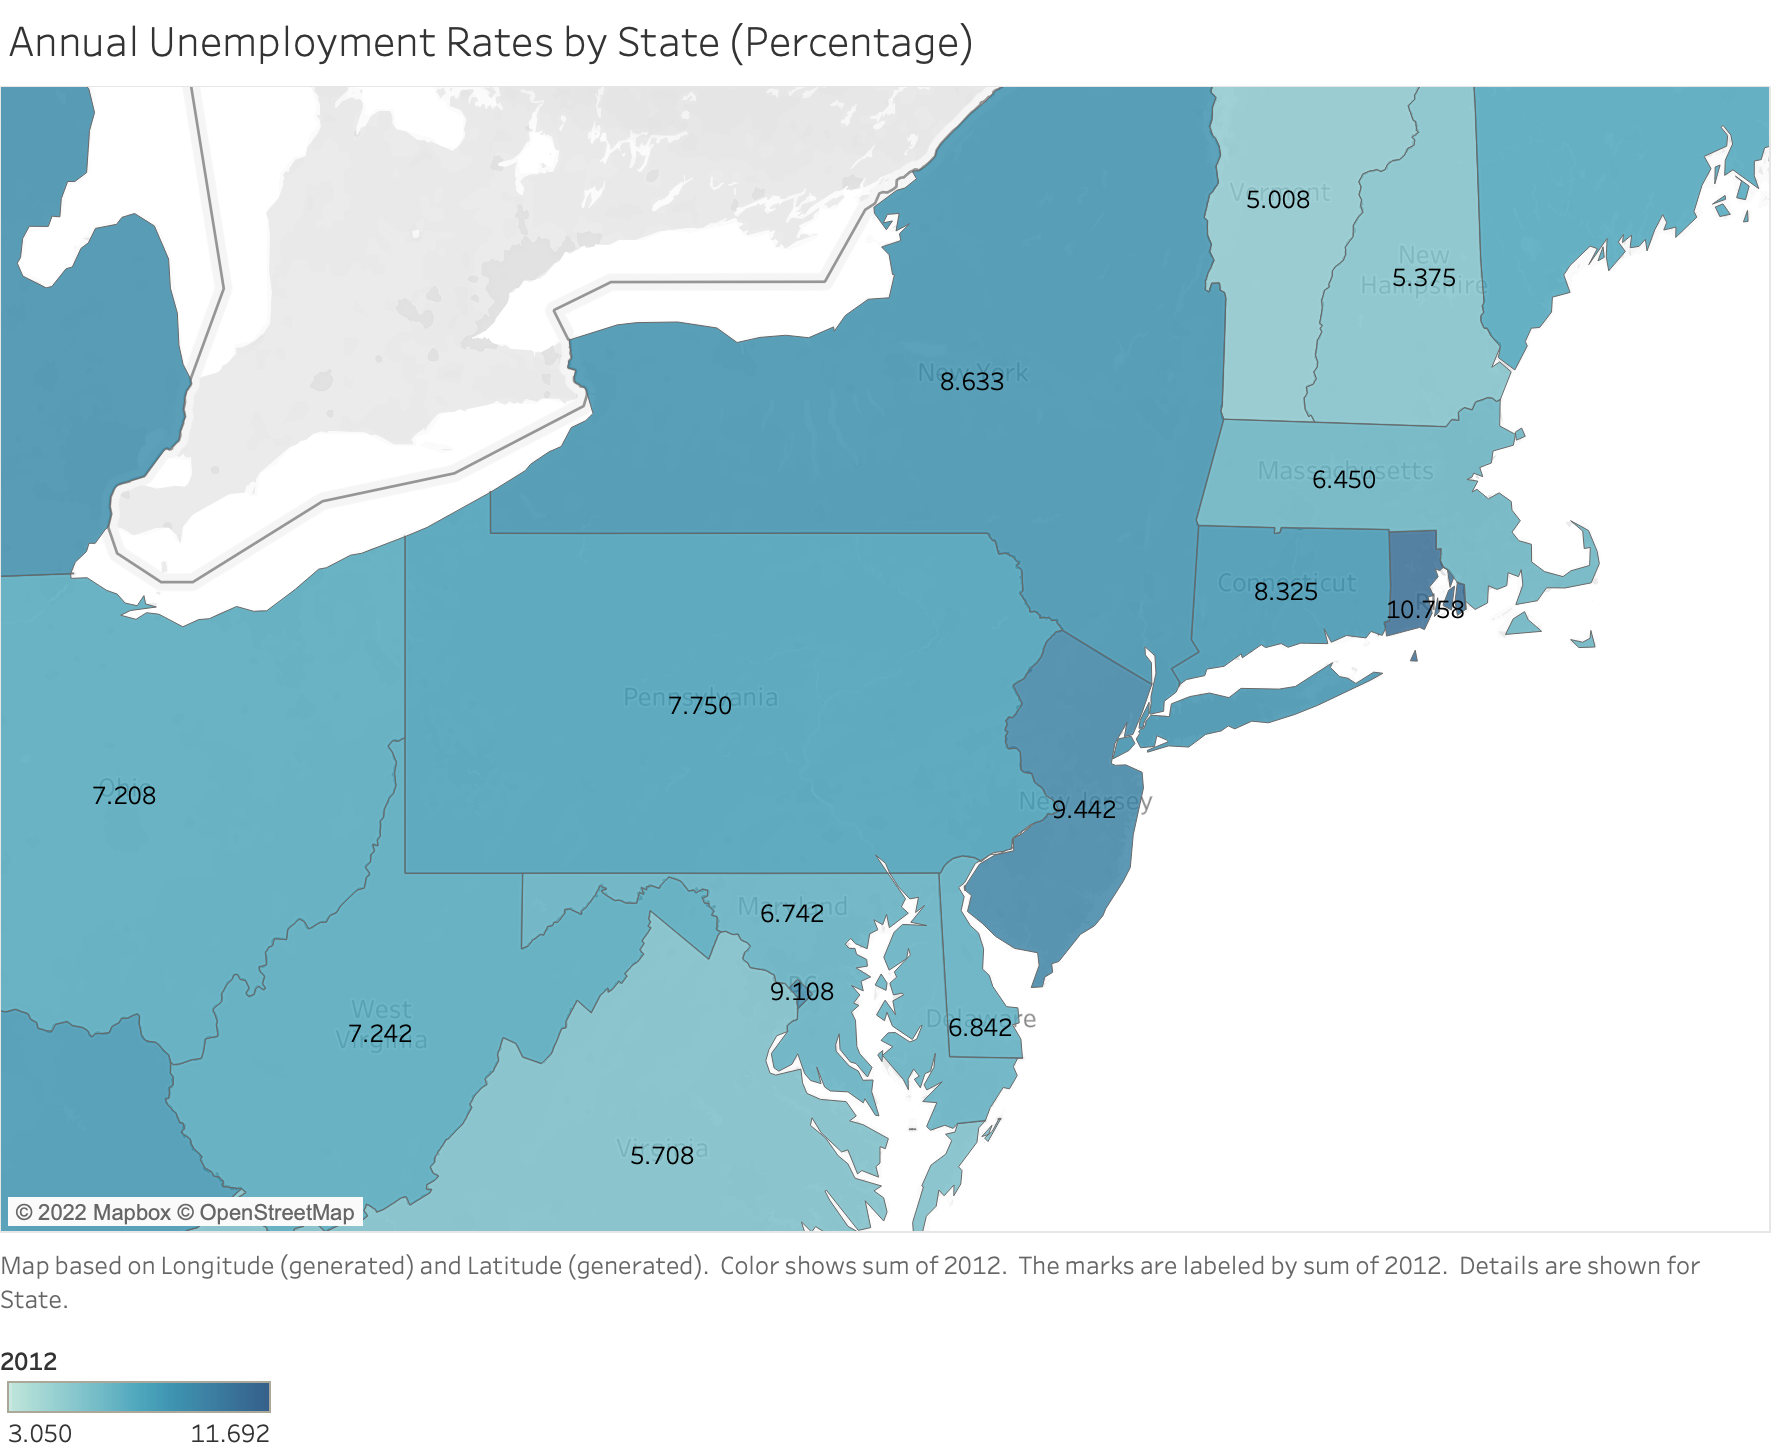 Annual Unemployment Rates by State (Percentage)
Vermont
5.008
New
Hampshire
5.375
New York
8.633
Massachusetts
6.450
Connecticut
8.325
RI
10.758
Pennsylvania
7.750
Ohio
7.208
New Jersey
9.442
Maryland
6.742
DC
9.108
West
Virginia
7.242
Delaware
6.842
Virginia
5.708
© 2022 Mapbox © OpenStreetMap
Map based on Longitude (generated) and Latitude (generated). Color shows sum of 2012. The marks are labeled by sum of 2012. Details are shown for
State.
2012
3.050 11.692